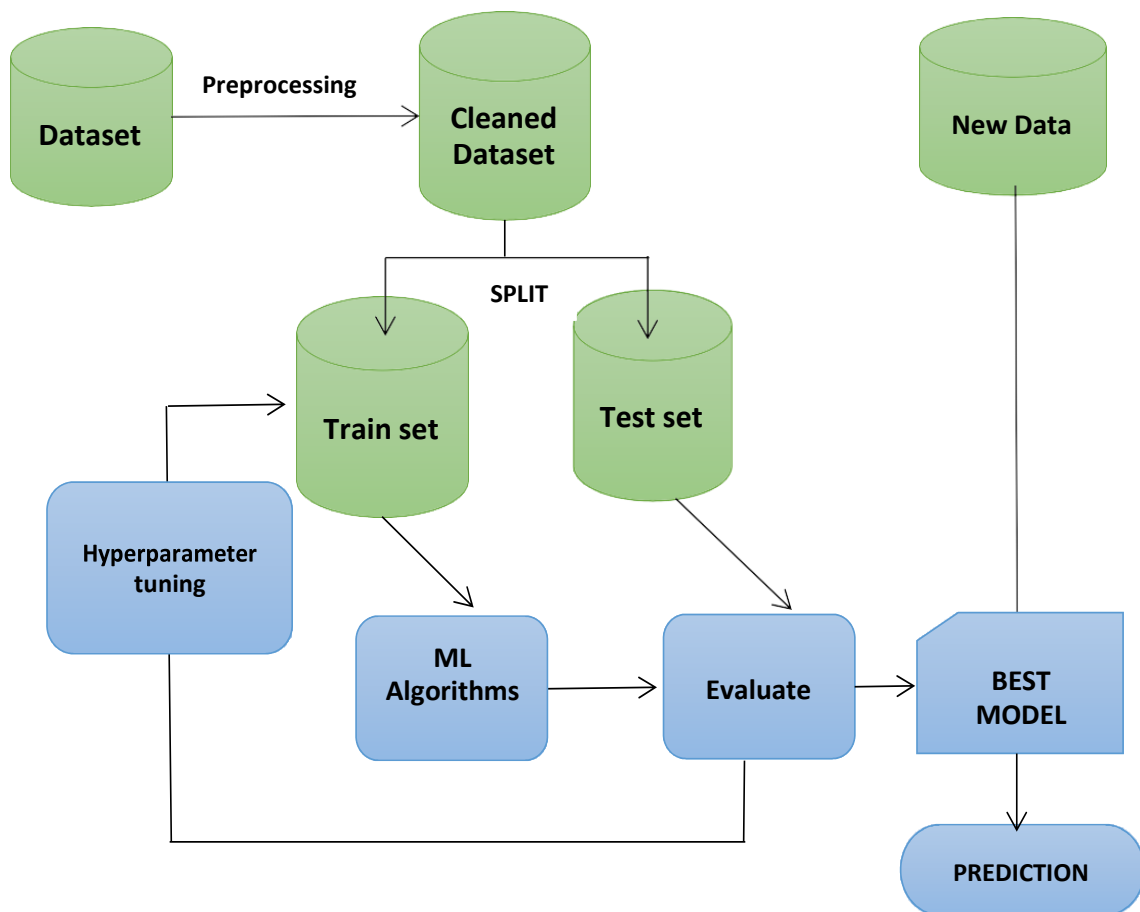 Preprocessing
Dataset
Cleaned
Dataset
New Data
SPLIT
Train set
Test set
Hyperparameter
tuning
ML
Algorithms
Evaluate
BEST
MODEL
PREDICTION